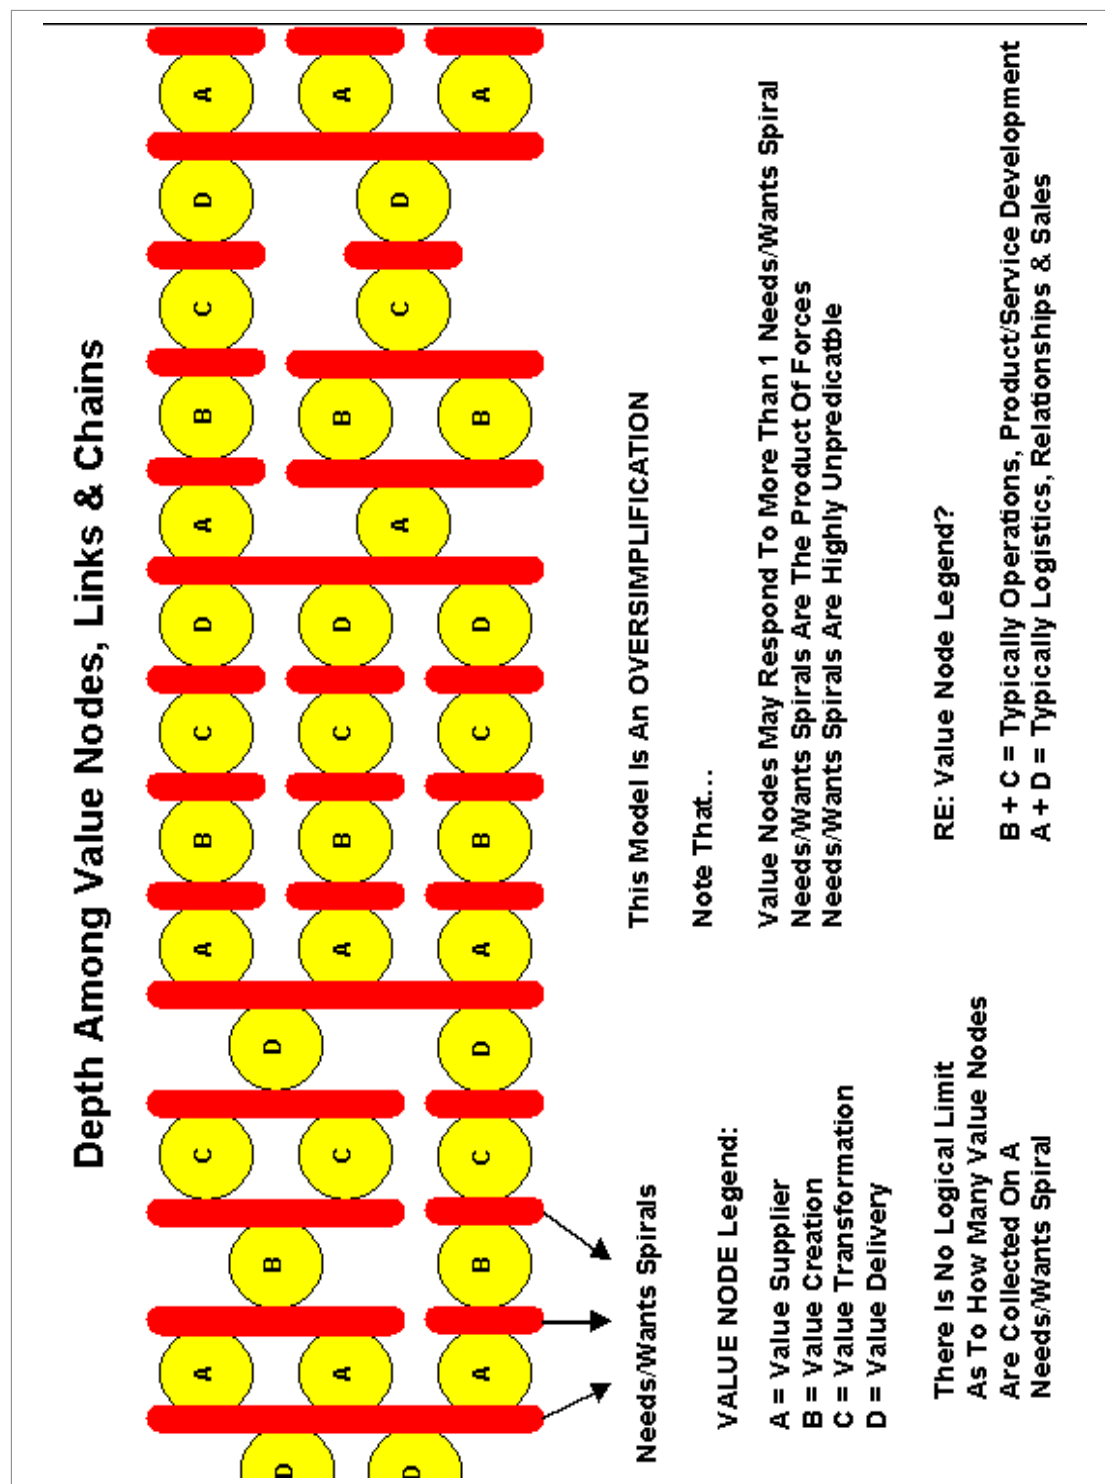 Depth Among Value Nodes, Links & Chains
A C A B C D A B C D A
D B D
A C A B C D B A
D A C D
A B C D A B C D B A
Needs/Wants Spirals
VALUE NODE Legend:
A = Value Supplier
B = Value Creation
C = Value Transformation
D = Value Delivery
There Is No Logical Limit
As To How Many Value Nodes
Are Collected On A
Needs/Wants Spiral
This Model Is An OVERSIMPLIFICATION
Note That...
Value Nodes May Respond To More Than 1 Needs/Wants Spiral
Needs/Wants Spirals Are The Product Of Forces
Needs/Wants Spirals Are Highly Unpredicatble
RE: Value Node Legend?
B + C = Typically Operations, Product/Service Development
A + D = Typically Logistics, Relationships & Sales